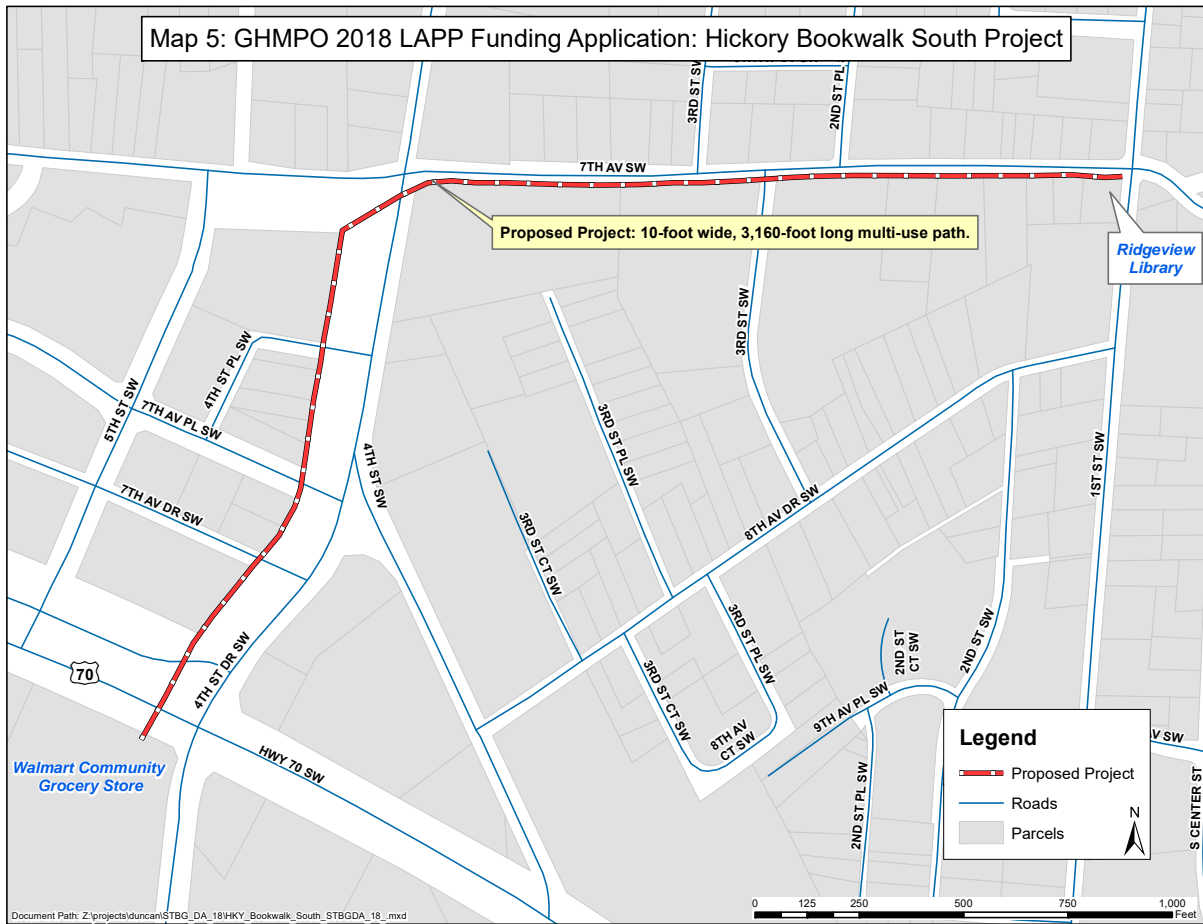 Map 5: GHMPO 2018 LAPP Funding Application: Hickory Bookwalk South Project
3RD ST SW
2ND ST PL
7TH AV SW
Proposed Project: 10-foot wide, 3,160-foot long multi-use path.
Ridgeview
Library
3RD ST SW
4TH ST PL SW
5TH ST SW
7TH AV PL SW
3RD ST PL SW
4TH ST SW
1ST ST SW
7TH AV DR SW
8TH AV DR SW
3RD ST CT SW
70
4TH ST DR SW
3RD ST PL SW
2ND ST
CT SW
2ND ST SW
3RD ST CT SW
8TH AV
CT SW
9TH AV PL SW
HWY 70 SW
Walmart Community
Grocery Store
2ND ST PL SW
AV SW
S CENTER ST
Legend
Proposed Project
Roads
Parcels
N
0 250 500 750 1,000
Feet
Document Path: Z:\projects\duncan\STBG_DA_18\HKY_Bookwalk_South_STBGDA_18_.mxd